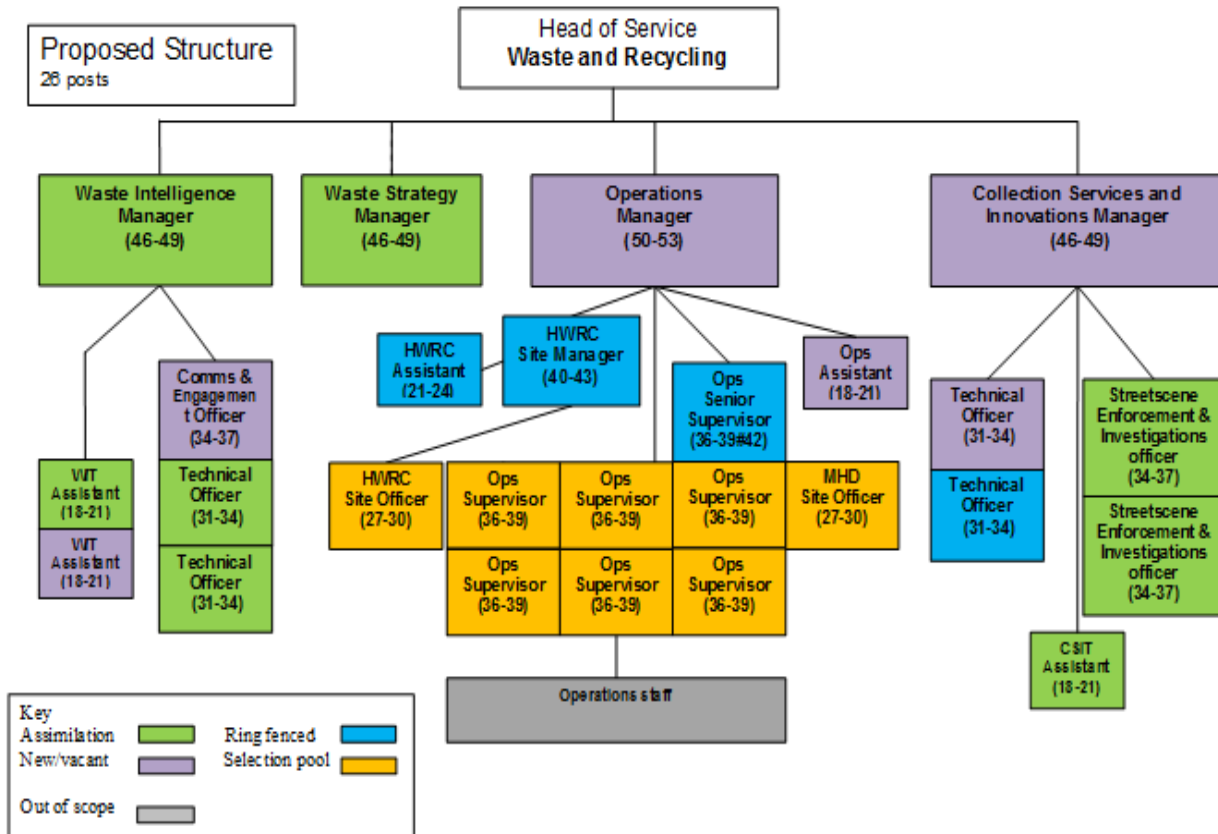 Proposed Structure
26 posts
Head of Service
Waste and Recycling
Waste Intelligence
Manager
(46-49)
Waste Strategy
Manager
(46-49)
Operations
Manager
(50-53)
Collection Services and
Innovations Manager
(46-49)
HWRC
Assistant
(21-24)
HWRC
Site Manager
(40-43)
Ops
Senior
Supervisor
(36-39#42)
Ops
Assistant
(18-21)
Comms &
Engagemen
t Officer
(34-37)
Technical
Officer
(31-34)
Technical
Officer
(31-34)
WIT
Assistant
(18-21)
WIT
Assistant
(18-21)
HWRC
Site Officer
(27-30)
Ops
Supervisor
(36-39)
Ops
Supervisor
(36-39)
Ops
Supervisor
(36-39)
MHD
Site Officer
(27-30)
Ops
Supervisor
(36-39)
Ops
Supervisor
(36-39)
Ops
Supervisor
(36-39)
Operations staff
Technical
Officer
(31-34)
Technical
Officer
(31-34)
Streetscene
Enforcement &
Investigations
officer
(34-37)
Streetscene
Enforcement &
Investigations
officer
(34-37)
CSIT
Assistant
(18-21)
Key
Assimilation
Ring fenced
New/vacant
Selection pool
Out of scope